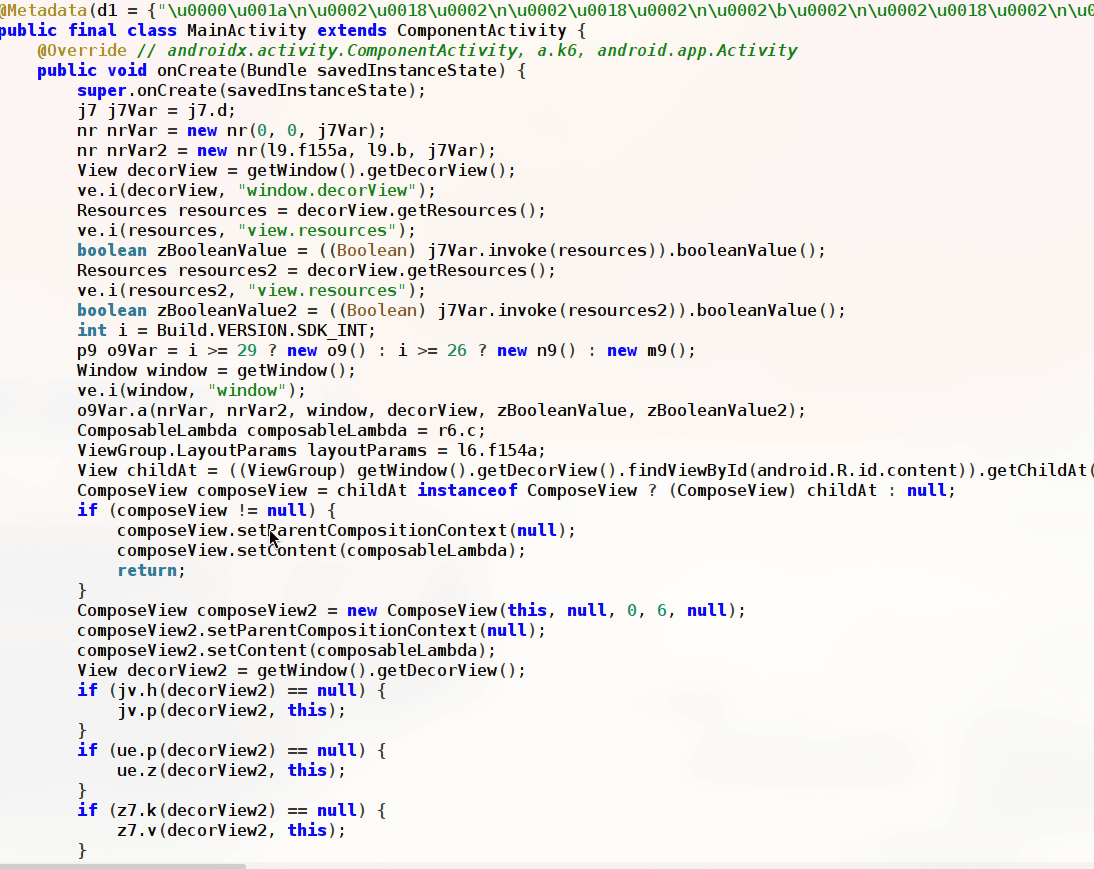 @Metadata(d1 = {"\u0000\u001a\n\u0002\u0018\u0002\n\u0002\u0018\u0002\n\u0002\b\u0002\n\u0002\u0018\u0002\n\u0
public final class MainActivity extends ComponentActivity {
    @Override // androidx.activity.ComponentActivity, a.k6, android.app.Activity
    public void onCreate(Bundle savedInstanceState) {
        super.onCreate(savedInstanceState);
        j7 j7Var = j7.d;
        nr nrVar = new nr(0, 0, j7Var);
        nr nrVar2 = new nr(l9.f155a, l9.b, j7Var);
        View decorView = getWindow().getDecorView();
        ve.i(decorView, "window.decorView");
        Resources resources = decorView.getResources();
        ve.i(resources, "view.resources");
        boolean zBooleanValue = ((Boolean) j7Var.invoke(resources)).booleanValue();
        Resources resources2 = decorView.getResources();
        ve.i(resources2, "view.resources");
        boolean zBooleanValue2 = ((Boolean) j7Var.invoke(resources2)).booleanValue();
        int i = Build.VERSION.SDK_INT;
        p9 o9Var = i >= 29 ? new o9() : i >= 26 ? new n9() : new m9();
        Window window = getWindow();
        ve.i(window, "window");
        o9Var.a(nrVar, nrVar2, window, decorView, zBooleanValue, zBooleanValue2);
        ComposableLambda composableLambda = r6.c;
        ViewGroup.LayoutParams layoutParams = l6.f154a;
        View childAt = ((ViewGroup) getWindow().getDecorView().findViewById(android.R.id.content)).getChildAt(
        ComposeView composeView = childAt instanceof ComposeView ? (ComposeView) childAt : null;
        if (composeView != null) {
            composeView.setParentCompositionContext(null);
            composeView.setContent(composableLambda);
            return;
        }
        ComposeView composeView2 = new ComposeView(this, null, 0, 6, null);
        composeView2.setParentCompositionContext(null);
        composeView2.setContent(composableLambda);
        View decorView2 = getWindow().getDecorView();
        if (jv.h(decorView2) == null) {
            jv.p(decorView2, this);
        }
        if (ue.p(decorView2) == null) {
            ue.z(decorView2, this);
        }
        if (z7.k(decorView2) == null) {
            z7.v(decorView2, this);
        }